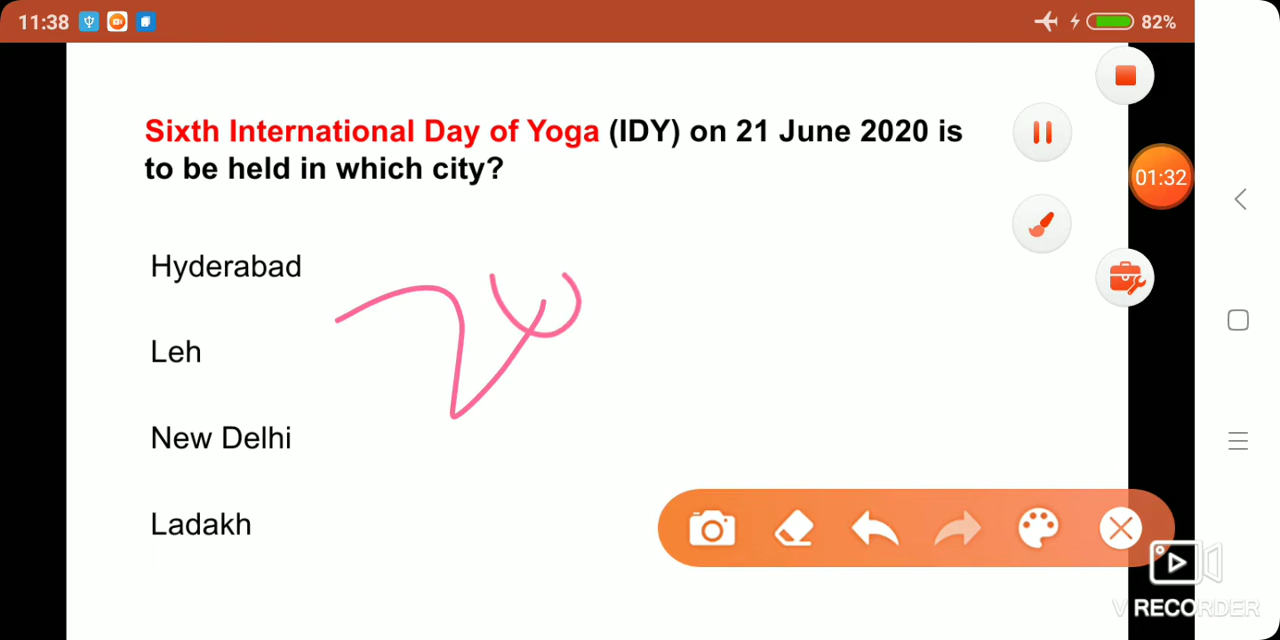 11:38
82%
Sixth International Day of Yoga (IDY) on 21 June 2020 is
to be held in which city?
01:32
Hyderabad
Leh
New Delhi
Ladakh
V RECORDER